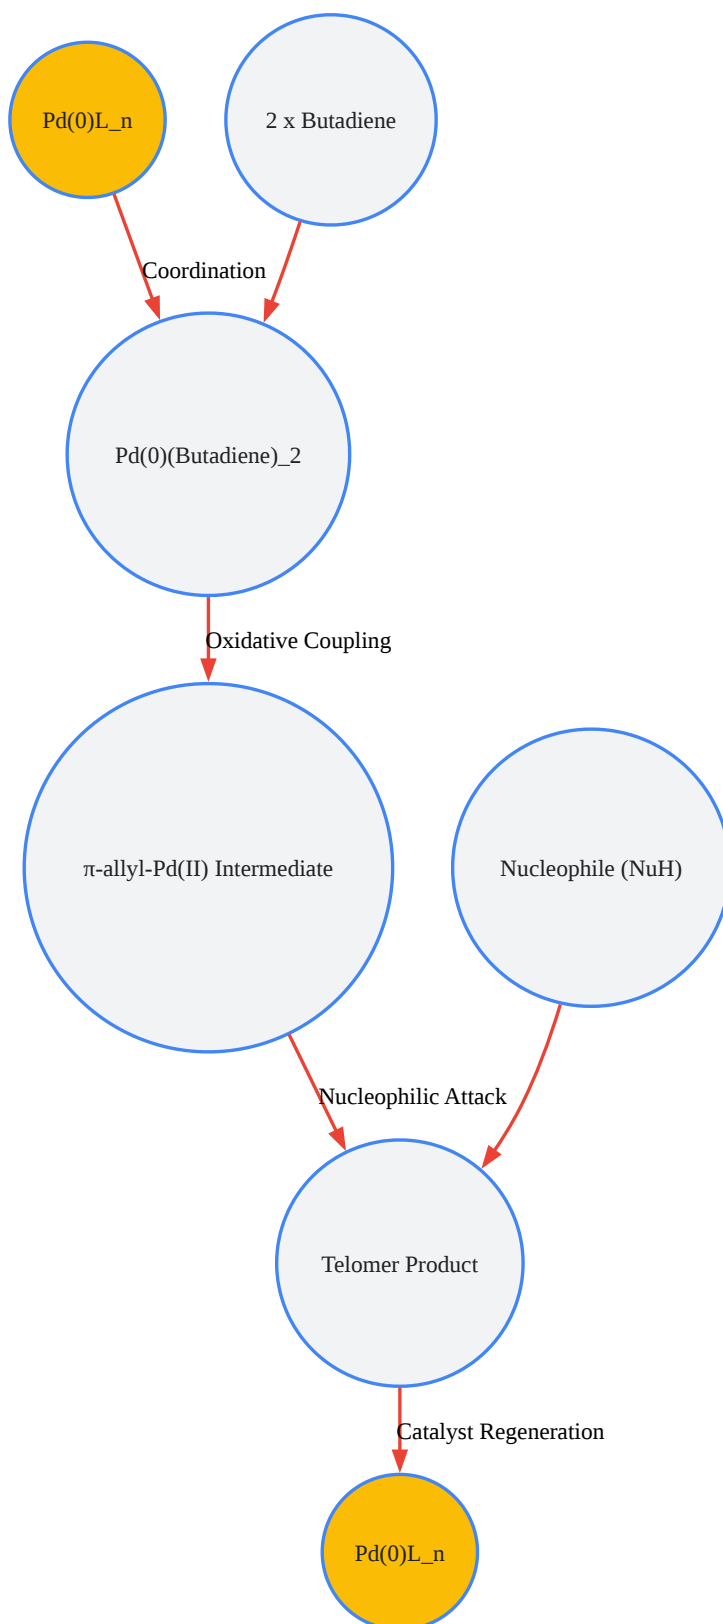 Pd(0)L_n
2 x Butadiene
Coordination
Pd(0)(Butadiene)_2
Oxidative Coupling
π-allyl-Pd(II) Intermediate
Nucleophile (NuH)
Nucleophilic Attack
Telomer Product
Catalyst Regeneration
Pd(0)L_n